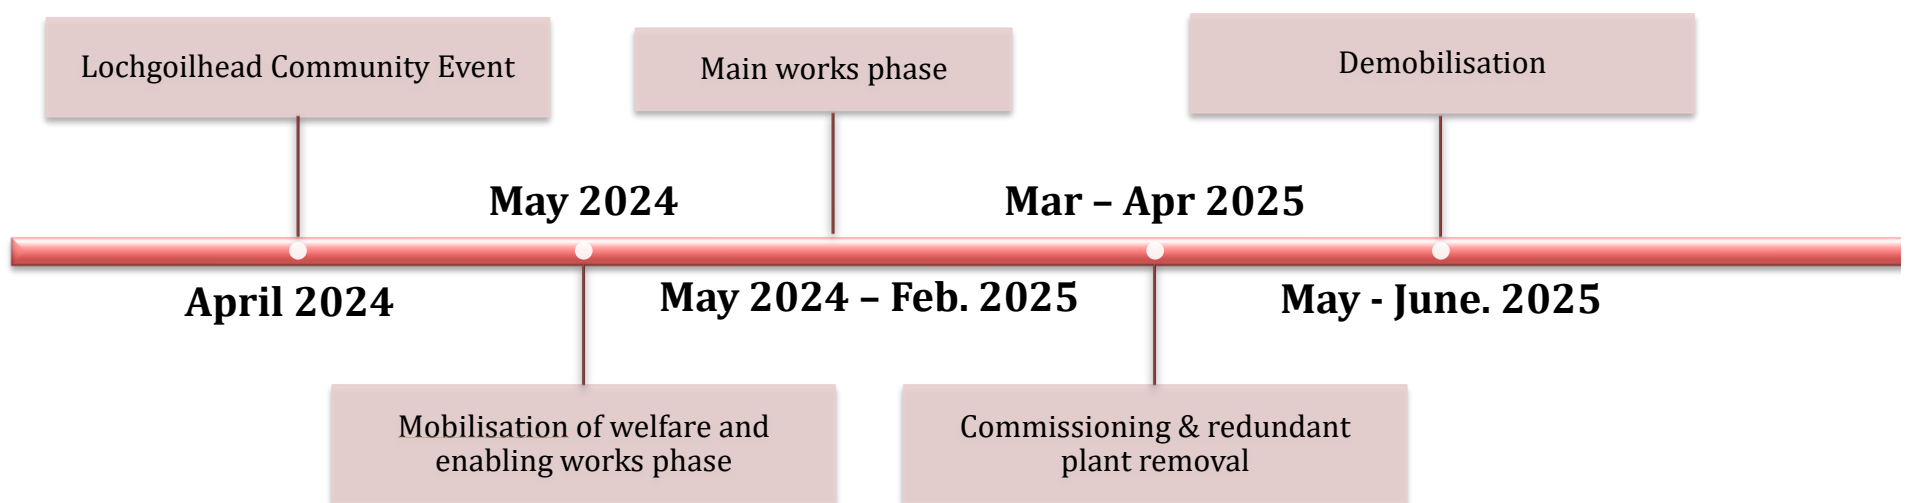 Lochgoilhead Community Event
Main works phase
Demobilisation
May 2024
Mar – Apr 2025
April 2024
May 2024 – Feb. 2025
May - June. 2025
Mobilisation of welfare and
enabling works phase
Commissioning & redundant
plant removal